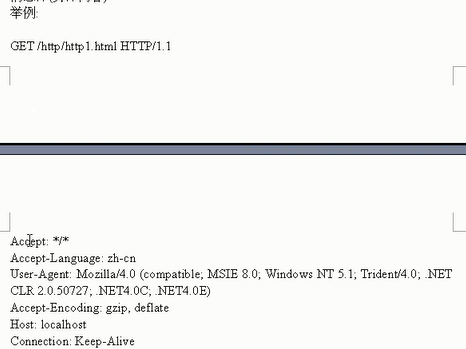 举例:
GET /http/http1.html HTTP/1.1
Accept: */*
Accept-Language: zh-cn
User-Agent: Mozilla/4.0 (compatible; MSIE 8.0; Windows NT 5.1; Trident/4.0; .NET
CLR 2.0.50727; .NET4.0C; .NET4.0E)
Accept-Encoding: gzip, deflate
Host: localhost
Connection: Keep-Alive